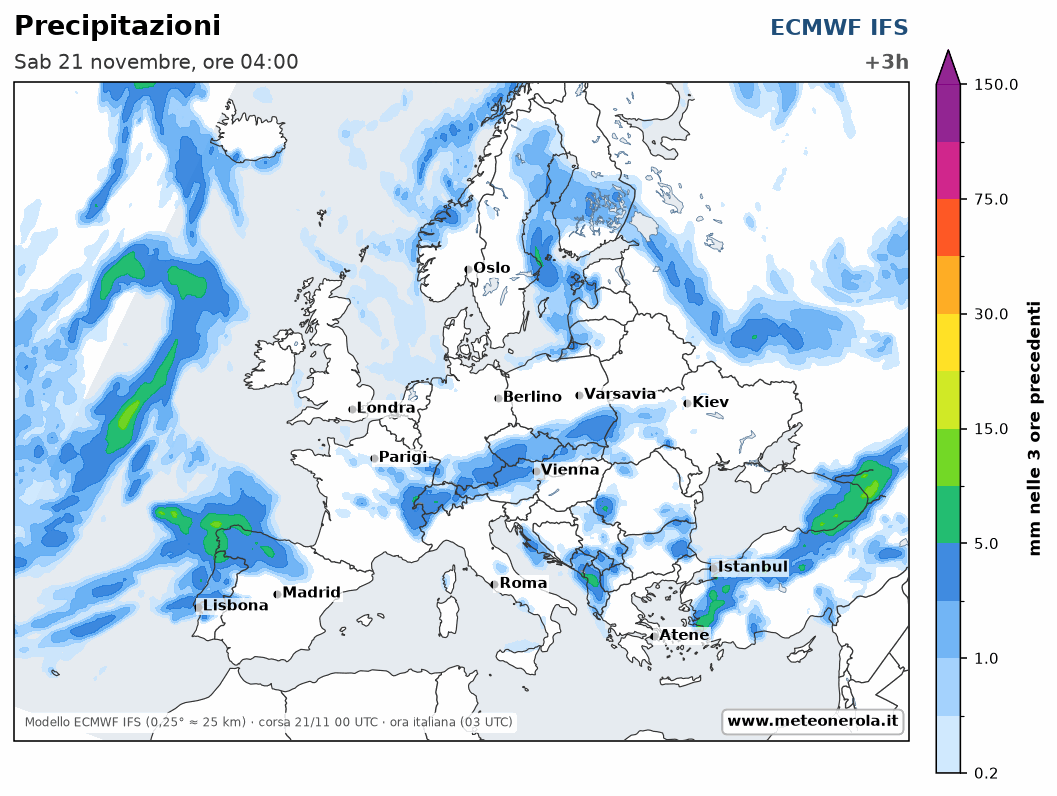 Precipitazioni
ECMWF IFS
Sab 21 novembre, ore 04:00
+3h
150.0
75.0
30.0
15.0
5.0
1.0
0.2
mm nelle 3 ore precedenti
Oslo
Londra
Berlino
Varsavia
Kiev
Parigi
Vienna
Istanbul
Roma
Madrid
Lisbona
Atene
Modello ECMWF IFS (0,25° ≈ 25 km) · corsa 21/11 00 UTC · ora italiana (03 UTC)
www.meteonerola.it